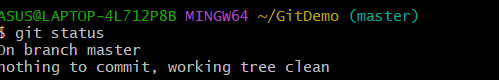 ASUS@LAPTOP-4L712P8B MINGW64 ~/GitDemo (master)
$ git status
On branch master
nothing to commit, working tree clean